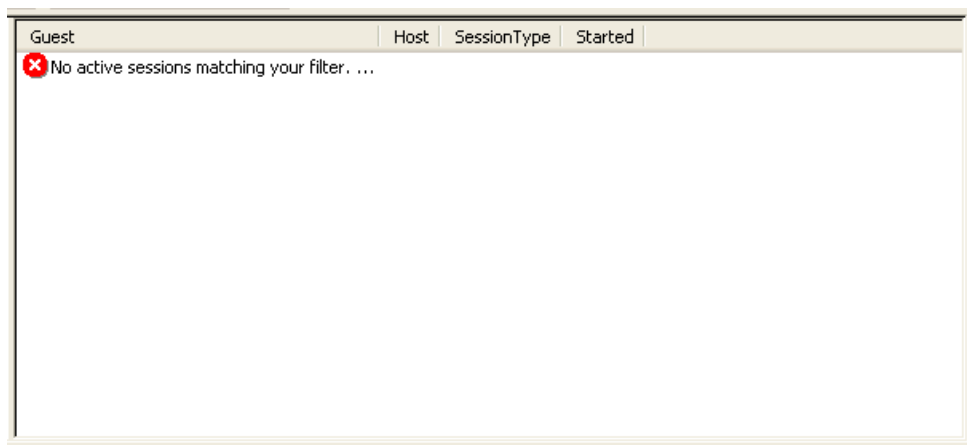 Guest Host SessionType Started
No active sessions matching your filter. ...